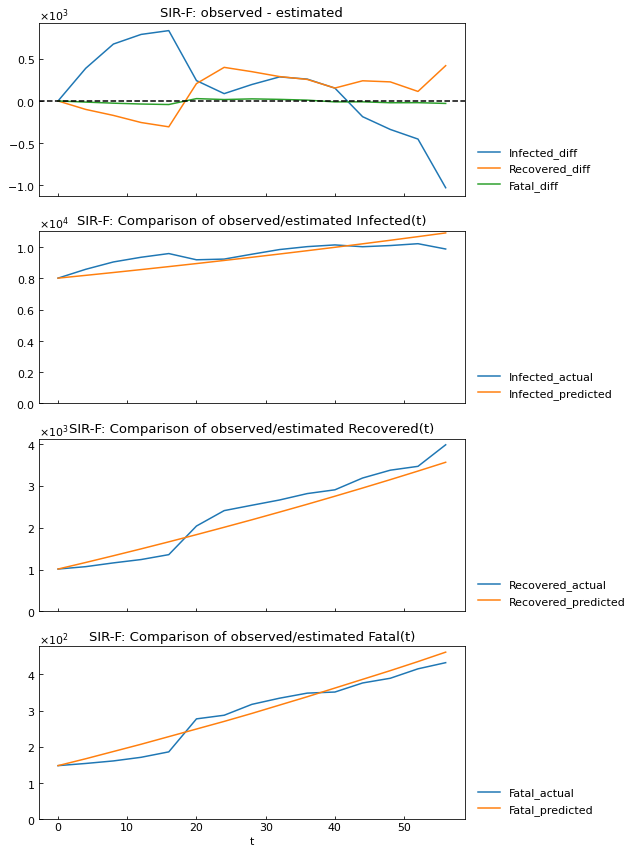 SIR-F: observed - estimated
×10³
0.5
0.0
−0.5
−1.0
Infected_diff
Recovered_diff
Fatal_diff
SIR-F: Comparison of observed/estimated Infected(t)
×10⁴
1.0
0.8
0.6
0.4
0.2
0.0
Infected_actual
Infected_predicted
SIR-F: Comparison of observed/estimated Recovered(t)
×10³
4
3
2
1
0
Recovered_actual
Recovered_predicted
SIR-F: Comparison of observed/estimated Fatal(t)
×10²
4
3
2
1
0
Fatal_actual
Fatal_predicted
0 10 20 30 40 50
t